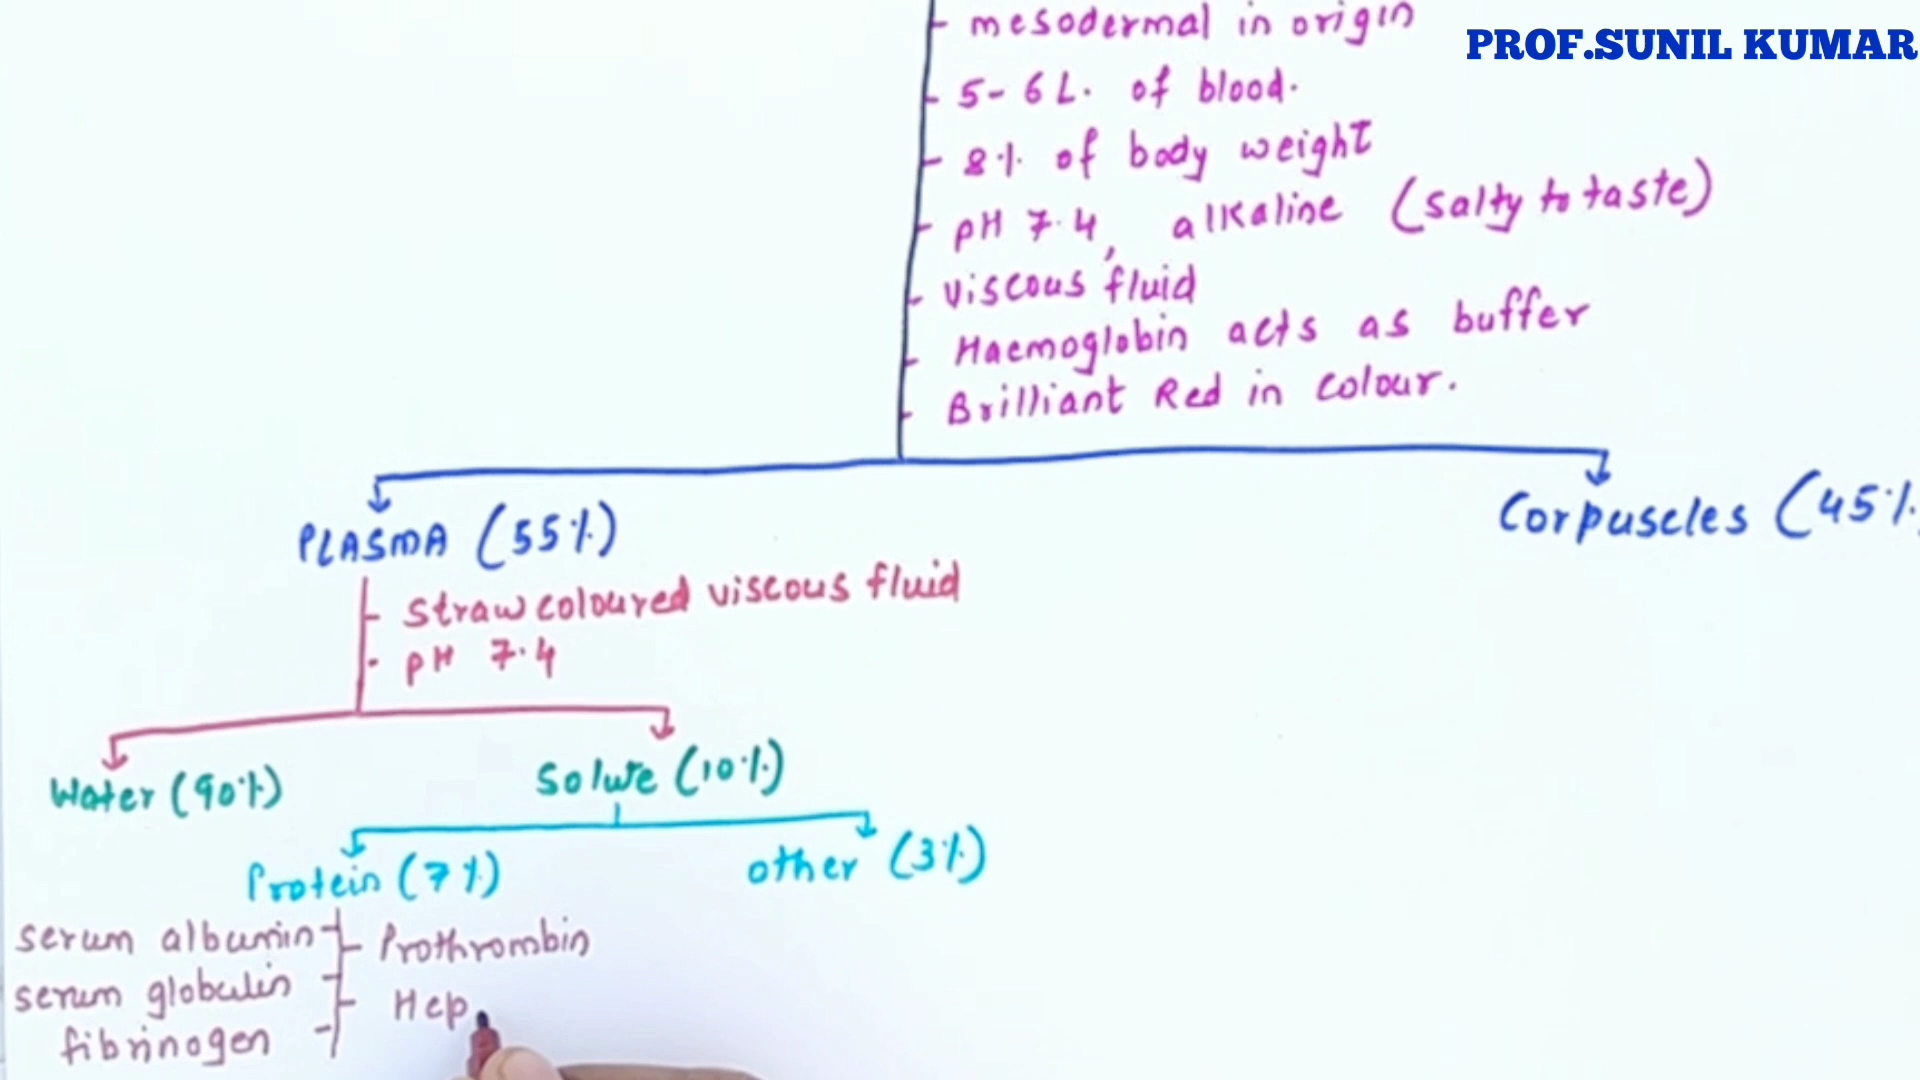 - mesodermal in origin
PROF.SUNIL KUMAR
- 5-6 L. of blood.
- 8% of body weight
- pH 7.4, alkaline (salty to taste)
- viscous fluid
- Haemoglobin acts as buffer
- Brilliant Red in colour.
PLASMA (55%)
Corpuscles (45%
- straw coloured viscous fluid
- pH 7.4
Water (90%)
Solute (10%)
Protein (7%)
other (3%)
serum albumin
- Prothrombin
serum globulin
- Hep
fibrinogen -